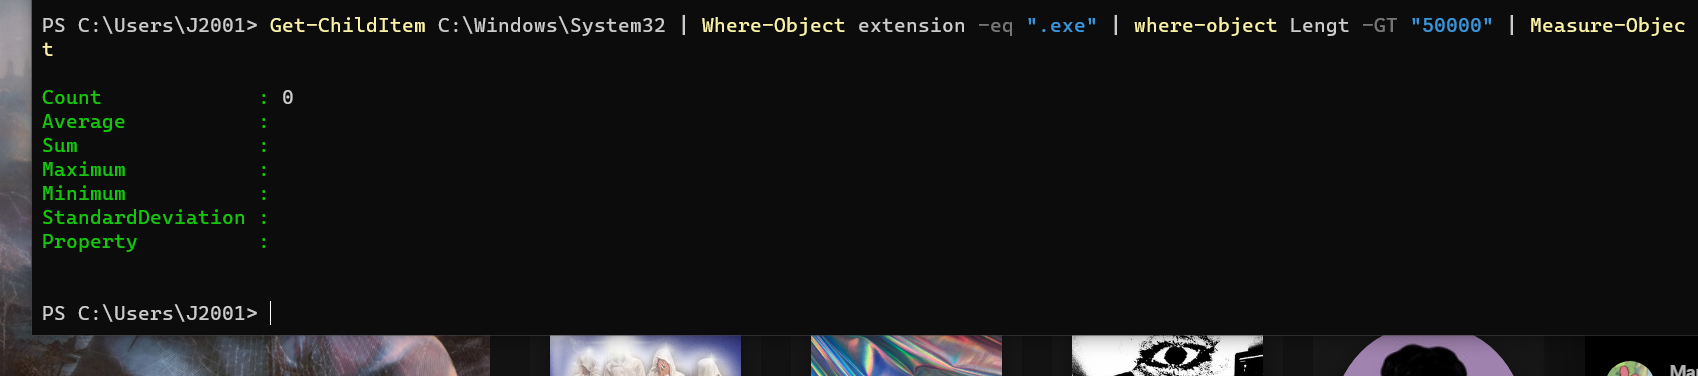 PS C:\Users\J2001> Get-ChildItem C:\Windows\System32 | Where-Object extension -eq ".exe" | where-object Lengt -GT "50000" | Measure-Objec
t
Count             : 0
Average           :
Sum               :
Maximum           :
Minimum           :
StandardDeviation :
Property          :
PS C:\Users\J2001>